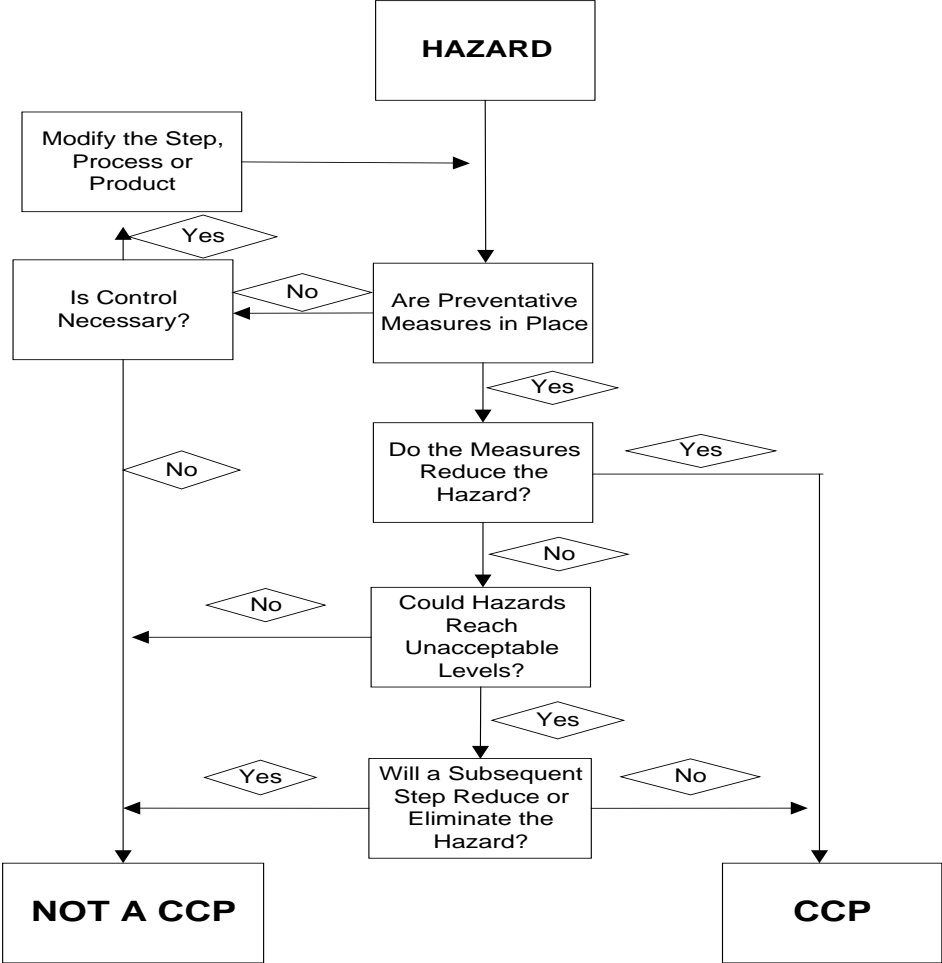 HAZARD
Modify the Step,
Process or
Product
Yes
Is Control
Necessary?
No
Are Preventative
Measures in Place
Yes
Do the Measures
Reduce the
Hazard?
Yes
No
No
No
Could Hazards
Reach
Unacceptable
Levels?
Yes
Yes
Will a Subsequent
Step Reduce or
Eliminate the
Hazard?
No
NOT A CCP
CCP